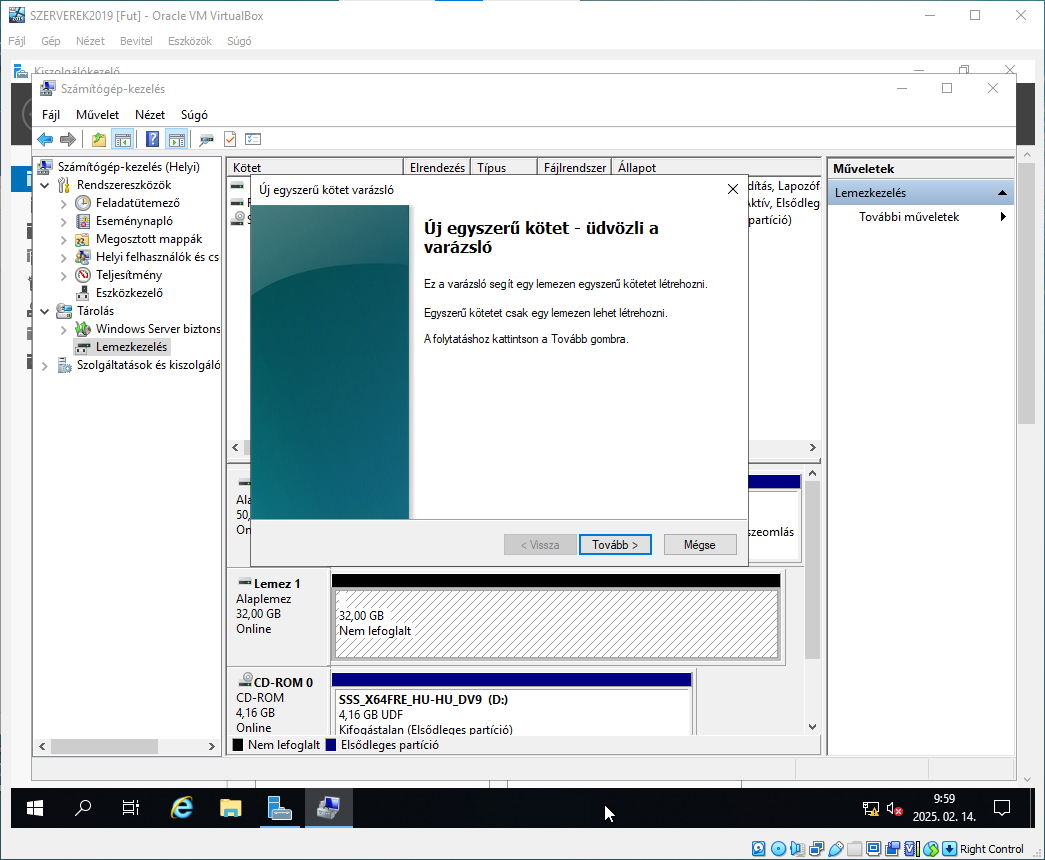 SZERVEREK2019 [Fut] - Oracle VM VirtualBox
Fájl Gép Nézet Bevitel Eszközök Súgó
Kiszolgálókezelő
Számítógép-kezelés
Fájl Művelet Nézet Súgó
Számítógép-kezelés (Helyi)
Rendszereszközök
Feladatütemező
Eseménynapló
Megosztott mappák
Helyi felhasználók és cs
Teljesítmény
Eszközkezelő
Tárolás
Windows Server biztons
Lemezkezelés
Szolgáltatások és kiszolgáló
Kötet Elrendezés Típus Fájlrendszer Állapot
dítás, Lapozóf
ktív, Elsődlege
partíció)
Új egyszerű kötet varázsló
Új egyszerű kötet - üdvözli a
varázsló
Ez a varázsló segít egy lemezen egyszerű kötetet létrehozni.
Egyszerű kötetet csak egy lemezen lehet létrehozni.
A folytatáshoz kattintson a Tovább gombra.
< Vissza Tovább > Mégse
Műveletek
Lemezkezelés
További műveletek
Ala
50,
On
szeomlás
Lemez 1
Alaplemez
32,00 GB
Online
32,00 GB
Nem lefoglalt
CD-ROM 0
CD-ROM
4,16 GB
Online
SSS_X64FRE_HU-HU_DV9 (D:)
4,16 GB UDF
Kifogástalan (Elsődleges partíció)
Nem lefoglalt Elsődleges partíció
9:59
2025. 02. 14.
Right Control